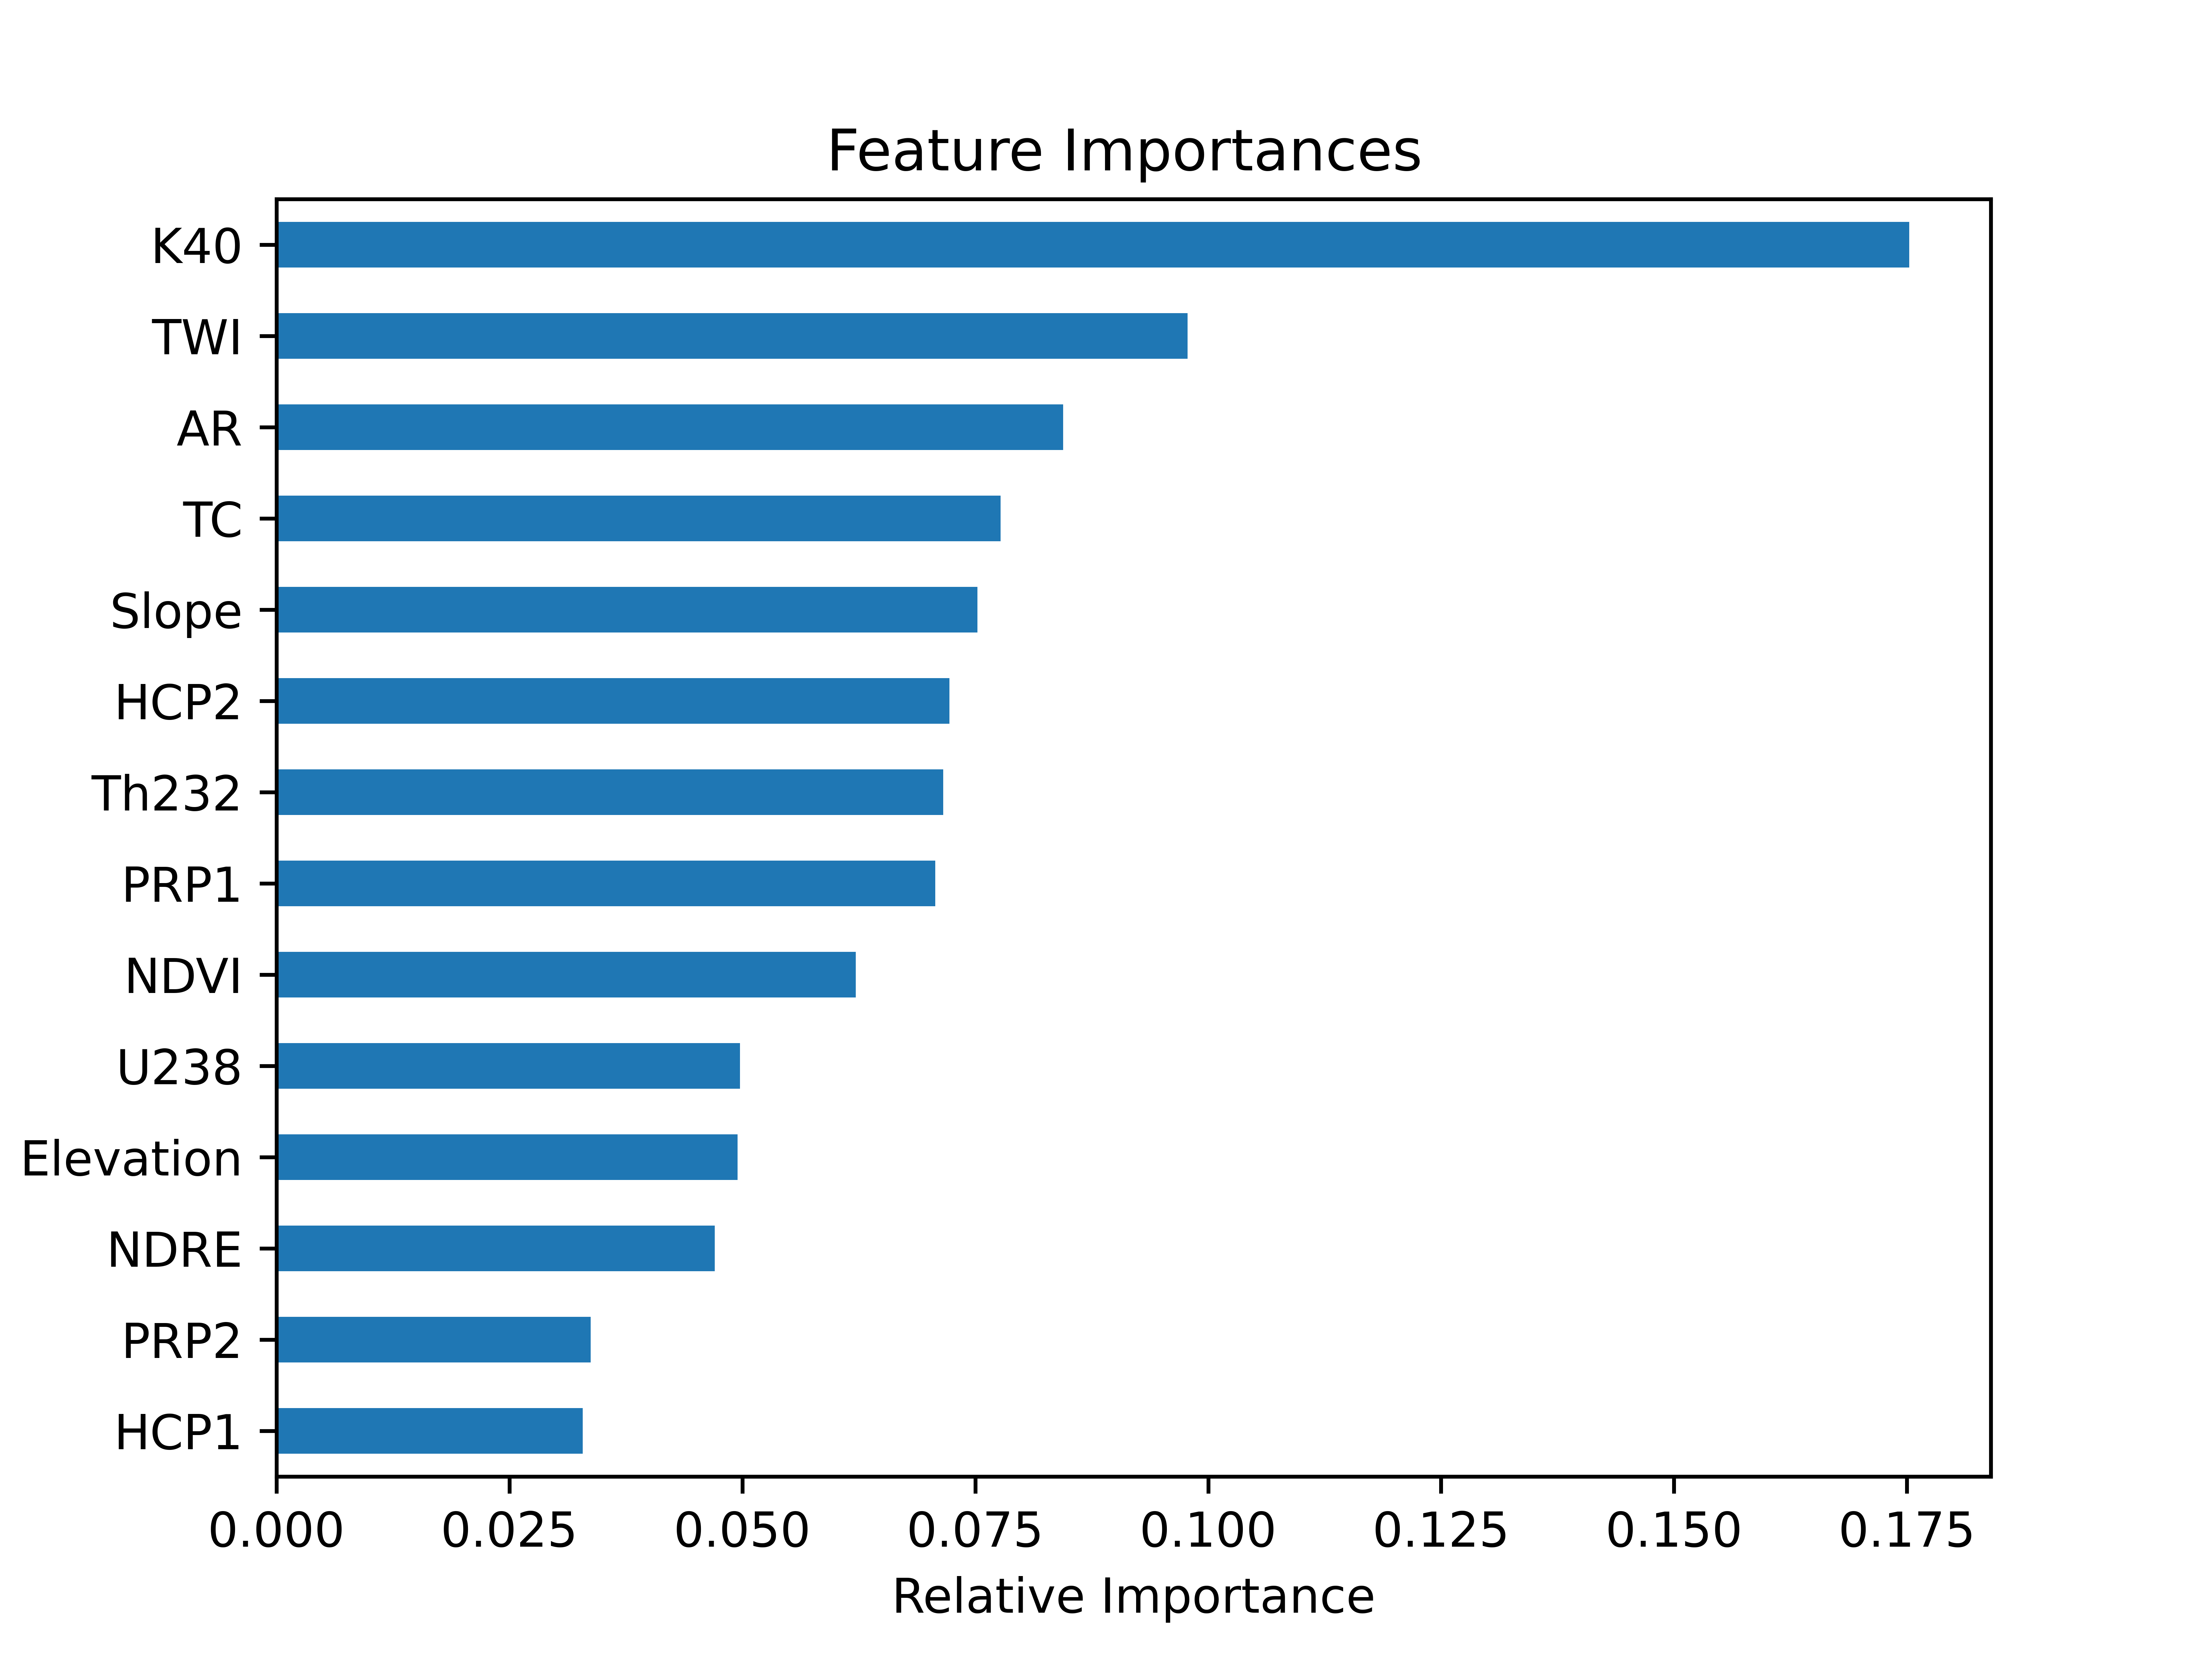 Feature Importances
K40
TWI
AR
TC
Slope
HCP2
Th232
PRP1
NDVI
U238
Elevation
NDRE
PRP2
HCP1
0.000 0.025 0.050 0.075 0.100 0.125 0.150 0.175
Relative Importance